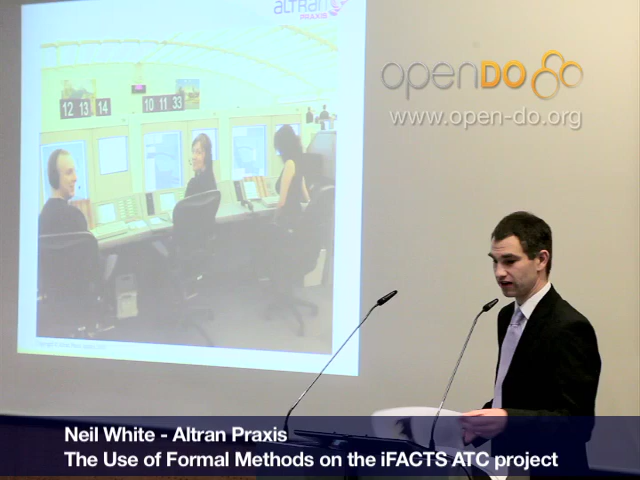 altran
PRAXIS
12 13 14
10 11 33
openDO
www.open-do.org
Neil White - Altran Praxis
The Use of Formal Methods on the iFACTS ATC project